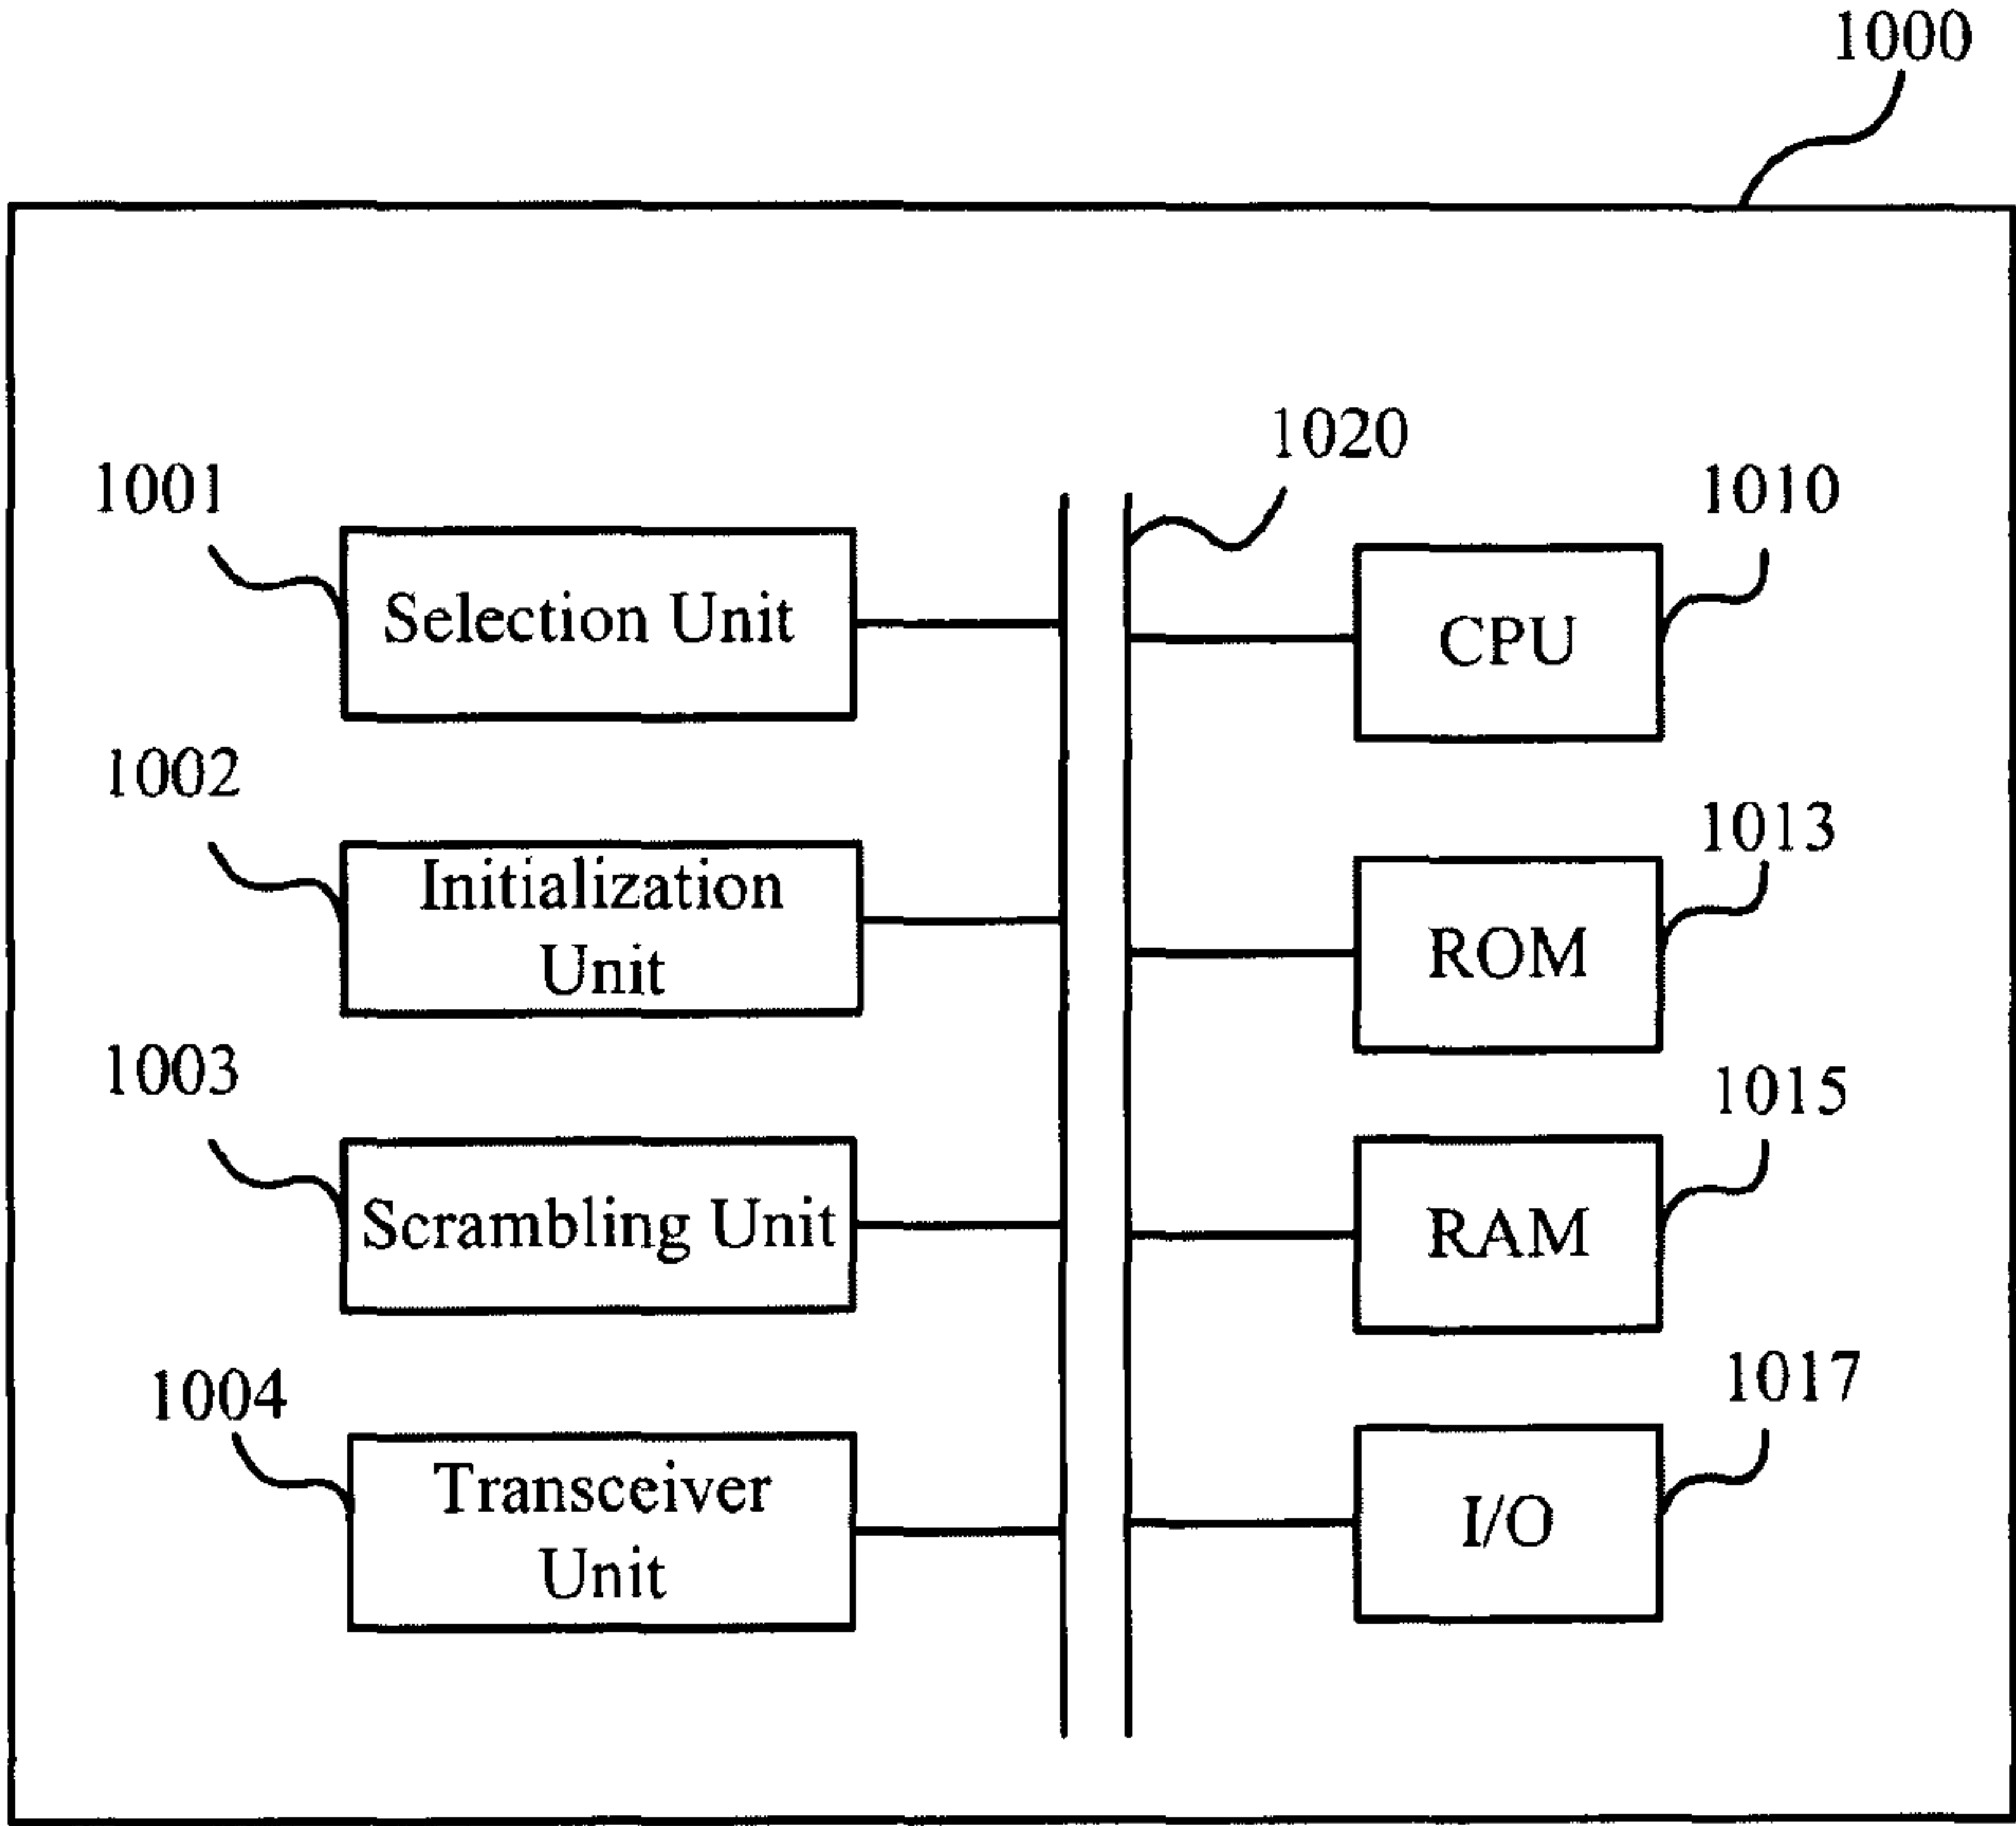 1000
1020
1001
1010
Selection Unit
CPU
1002
1013
Initialization
Unit
ROM
1003
1015
Scrambling Unit
RAM
1004
1017
Transceiver
Unit
I/O